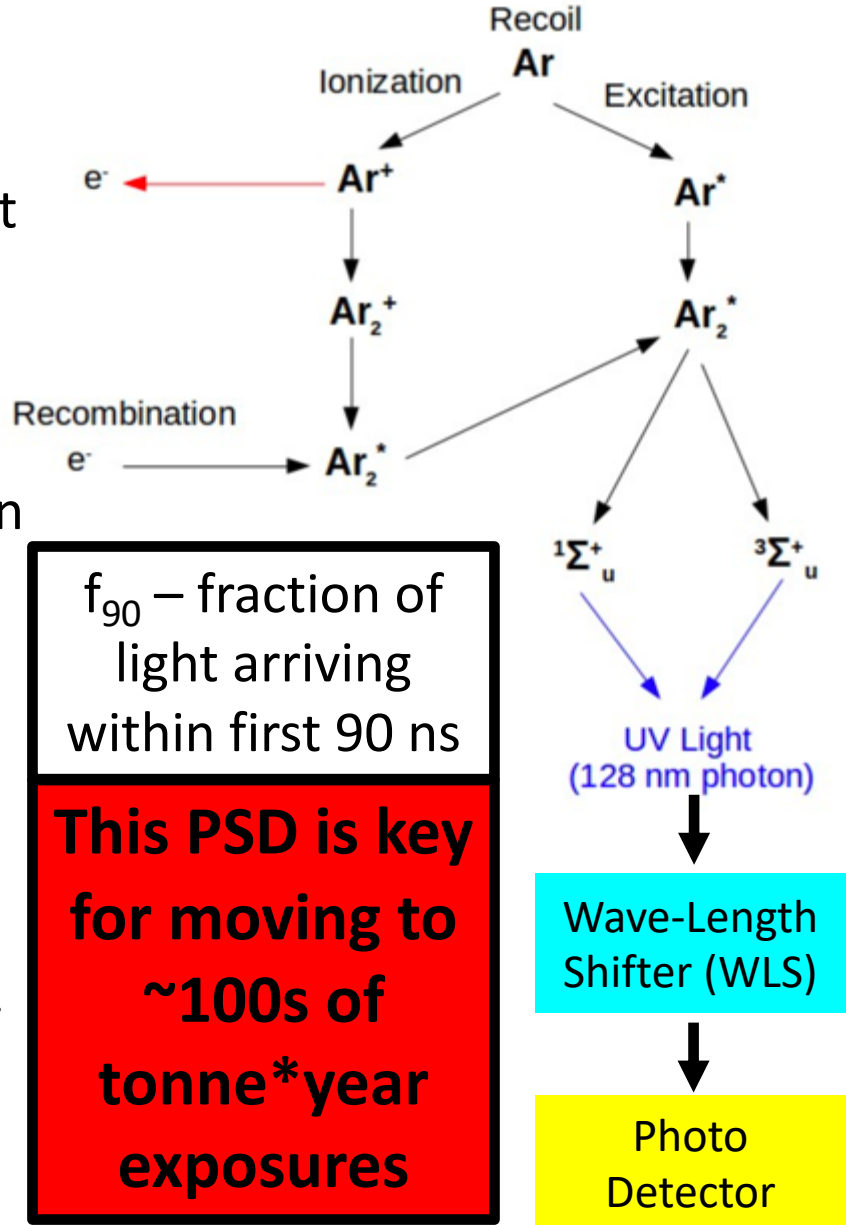 Recoil
Ar
Ionization
Excitation
e-
Ar+
Ar*
t
Ar2+
Ar2*
Recombination
e-
Ar2*
n
1Σ+u
3Σ+u
f90 – fraction of
light arriving
within first 90 ns
UV Light
(128 nm photon)
This PSD is key
for moving to
~100s of
tonne*year
exposures
Wave-Length
Shifter (WLS)
Photo
Detector